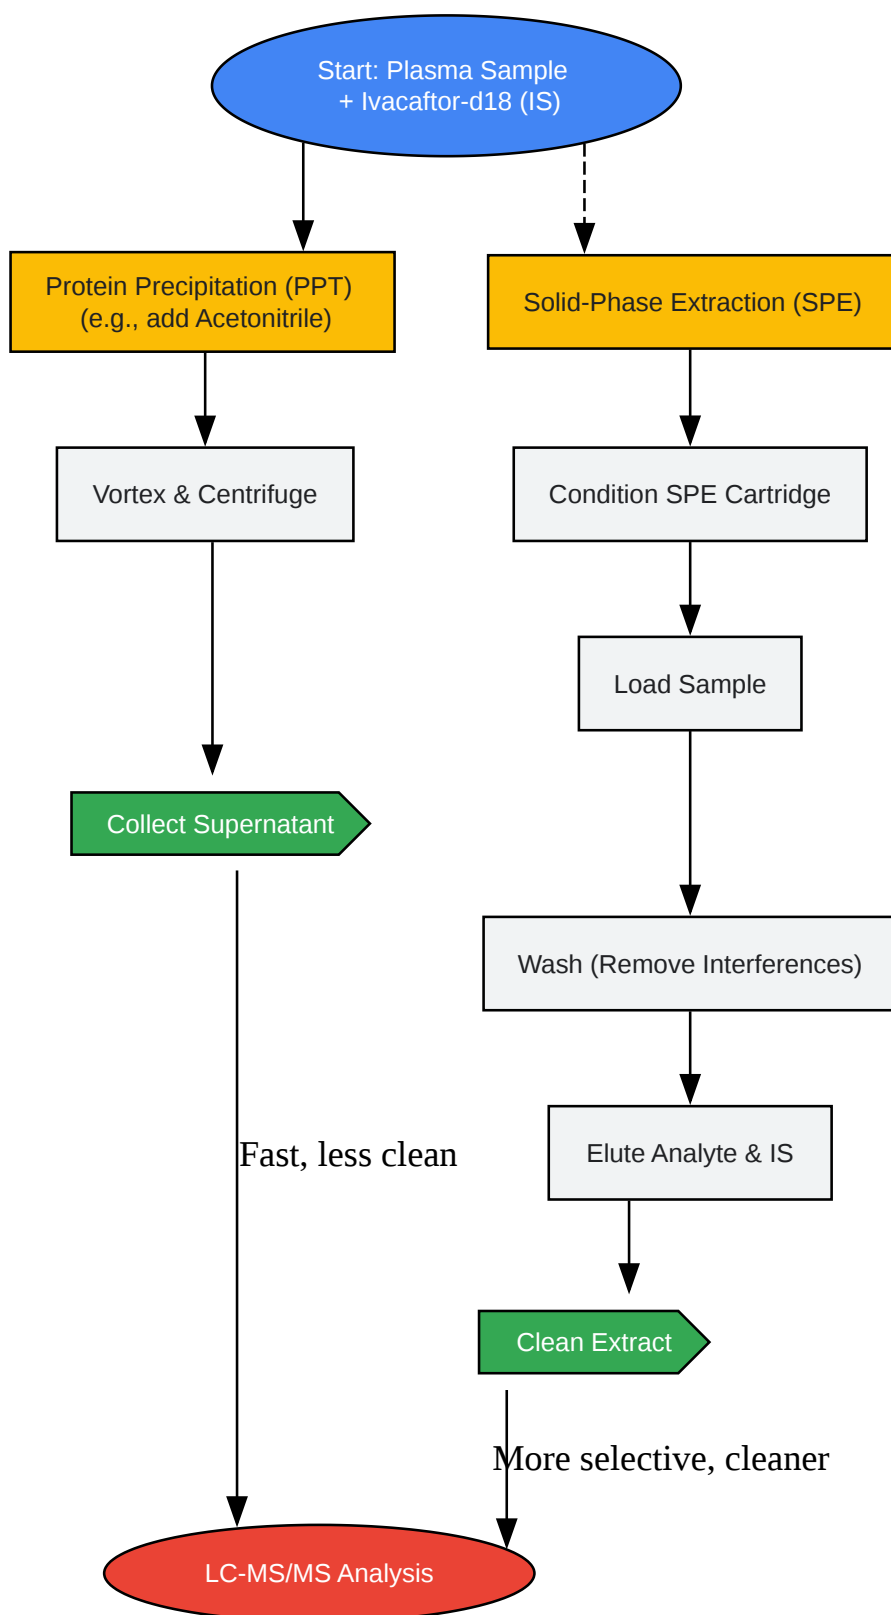 Start: Plasma Sample
+ Ivacaftor-d18 (IS)
Protein Precipitation (PPT)
(e.g., add Acetonitrile)
Solid-Phase Extraction (SPE)
Vortex & Centrifuge
Condition SPE Cartridge
Load Sample
Collect Supernatant
Wash (Remove Interferences)
Fast, less clean
Elute Analyte & IS
Clean Extract
More selective, cleaner
LC-MS/MS Analysis